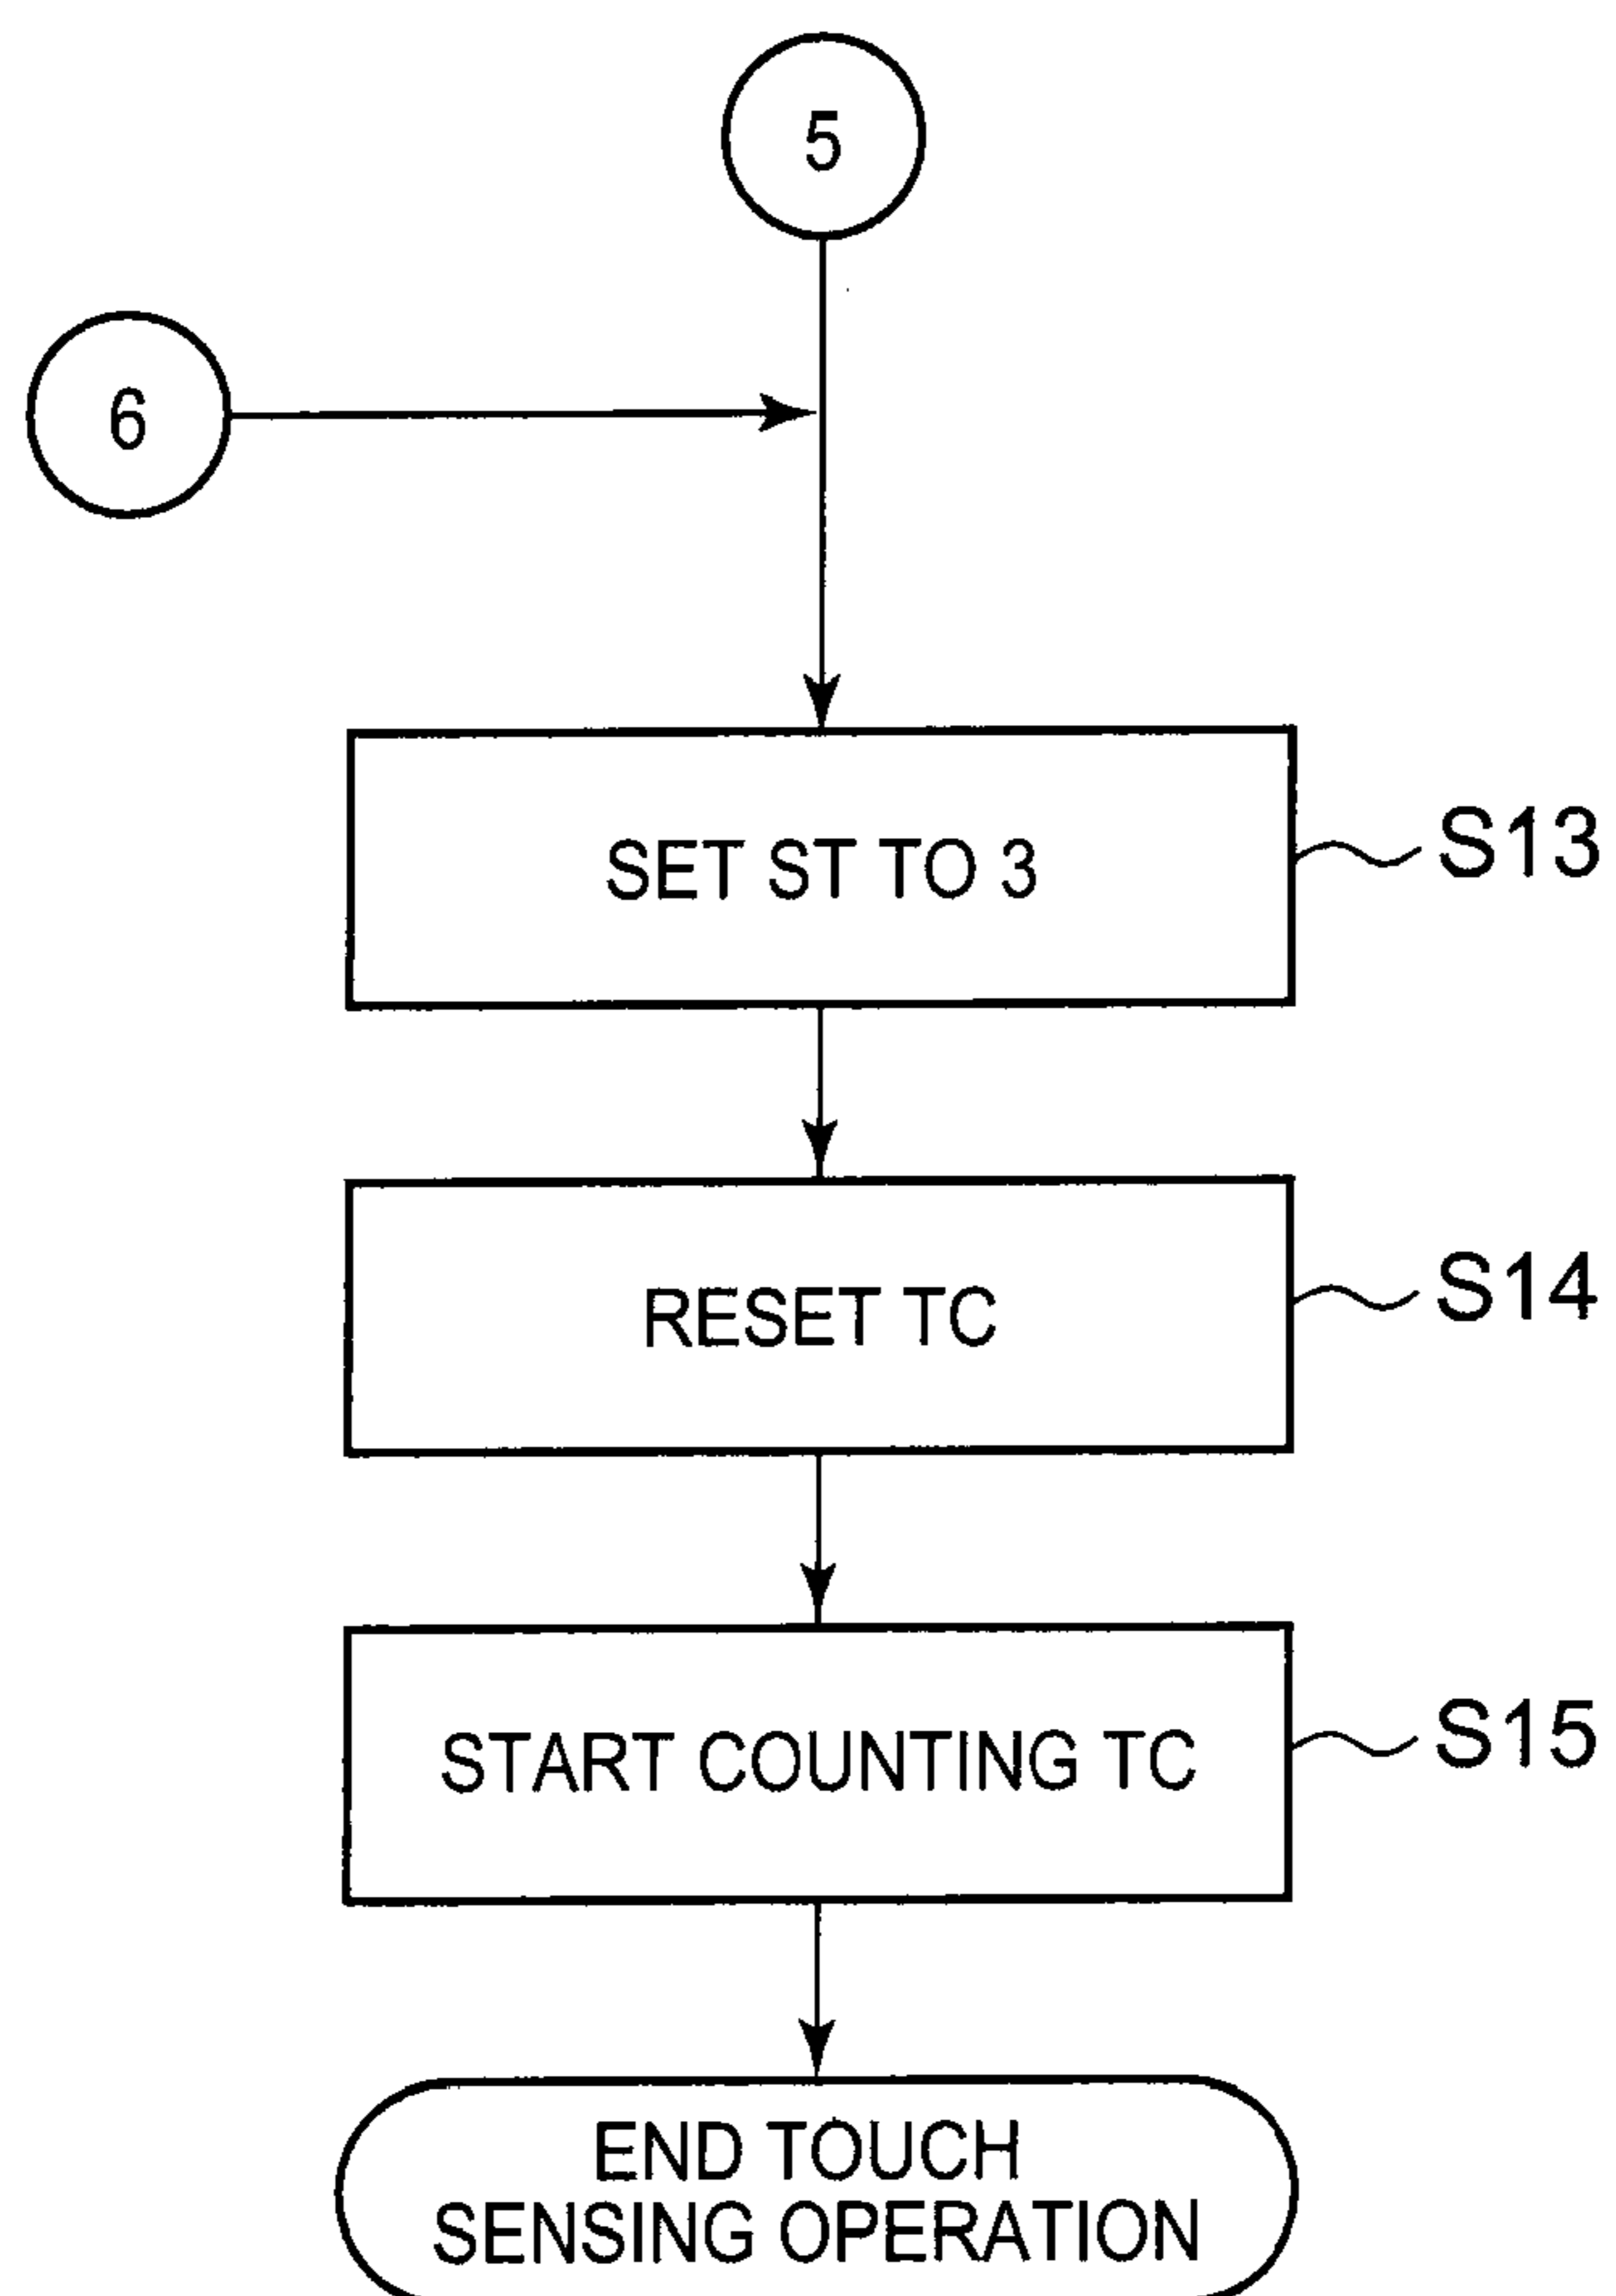 5
6
SET ST TO 3
S13
RESET TC
S14
START COUNTING TC
S15
END TOUCH
SENSING OPERATION